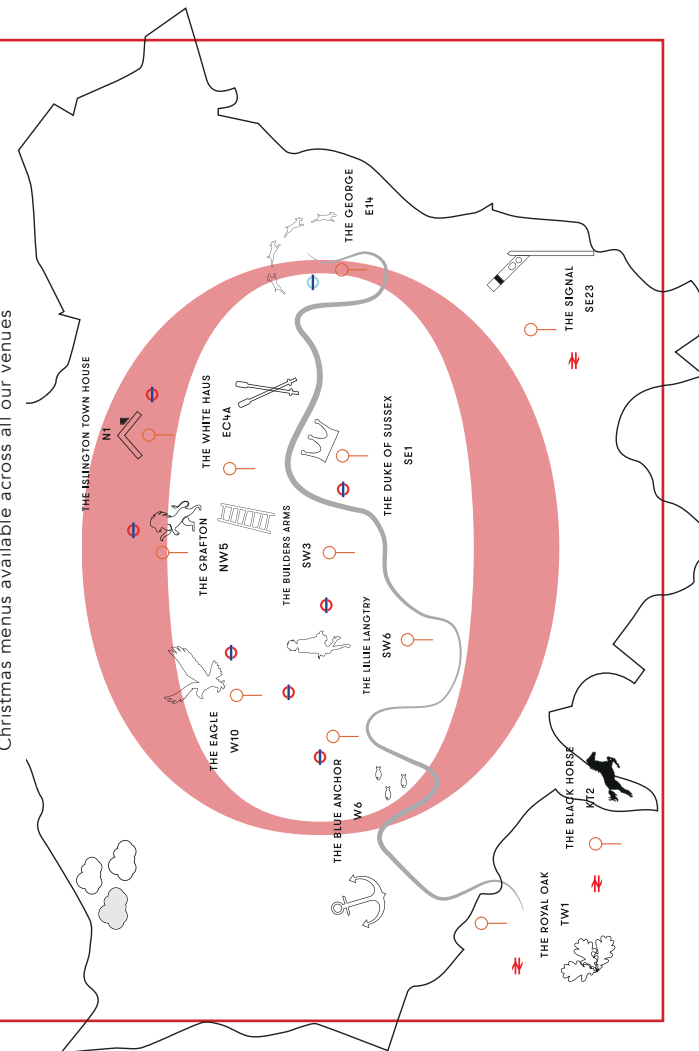 Christmas menus available across all our venues
THE ISLINGTON TOWN HOUSE
N1
THE WHITE HAUS
EC4A
THE GEORGE
E14
THE GRAFTON
NW5
THE BUILDERS ARMS
SW3
THE DUKE OF SUSSEX
SE1
THE SIGNAL
SE23
THE EAGLE
W10
THE LILLIE LANGTRY
SW6
THE BLUE ANCHOR
W6
THE BLACK HORSE
KT2
THE ROYAL OAK
TW1